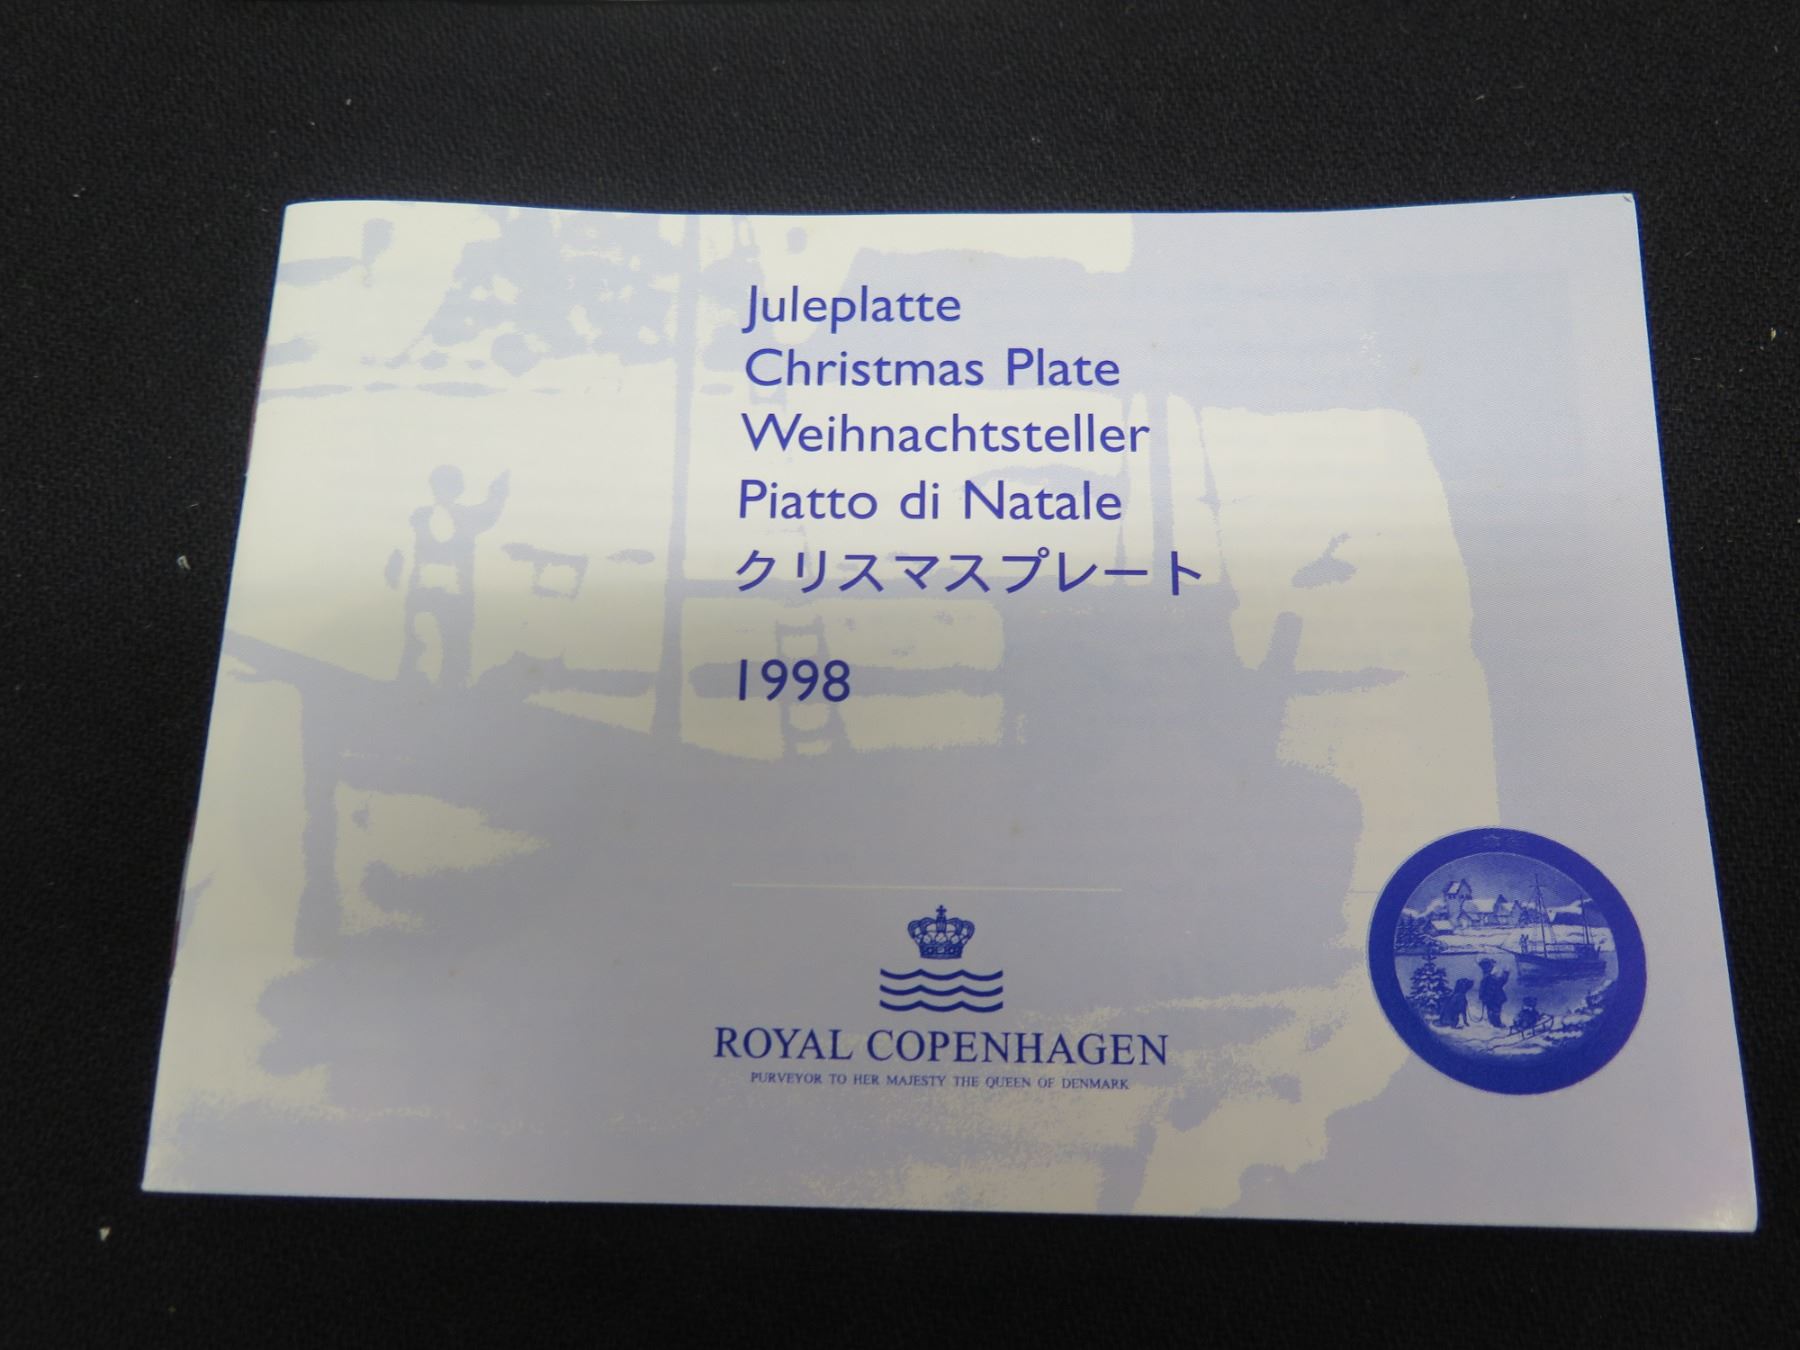 Juleplatte
Christmas Plate
Weihnachtsteller
Piatto di Natale
クリスマスプレート
1998
ROYAL COPENHAGEN
PURVEYOR TO HER MAJESTY THE QUEEN OF DENMARK